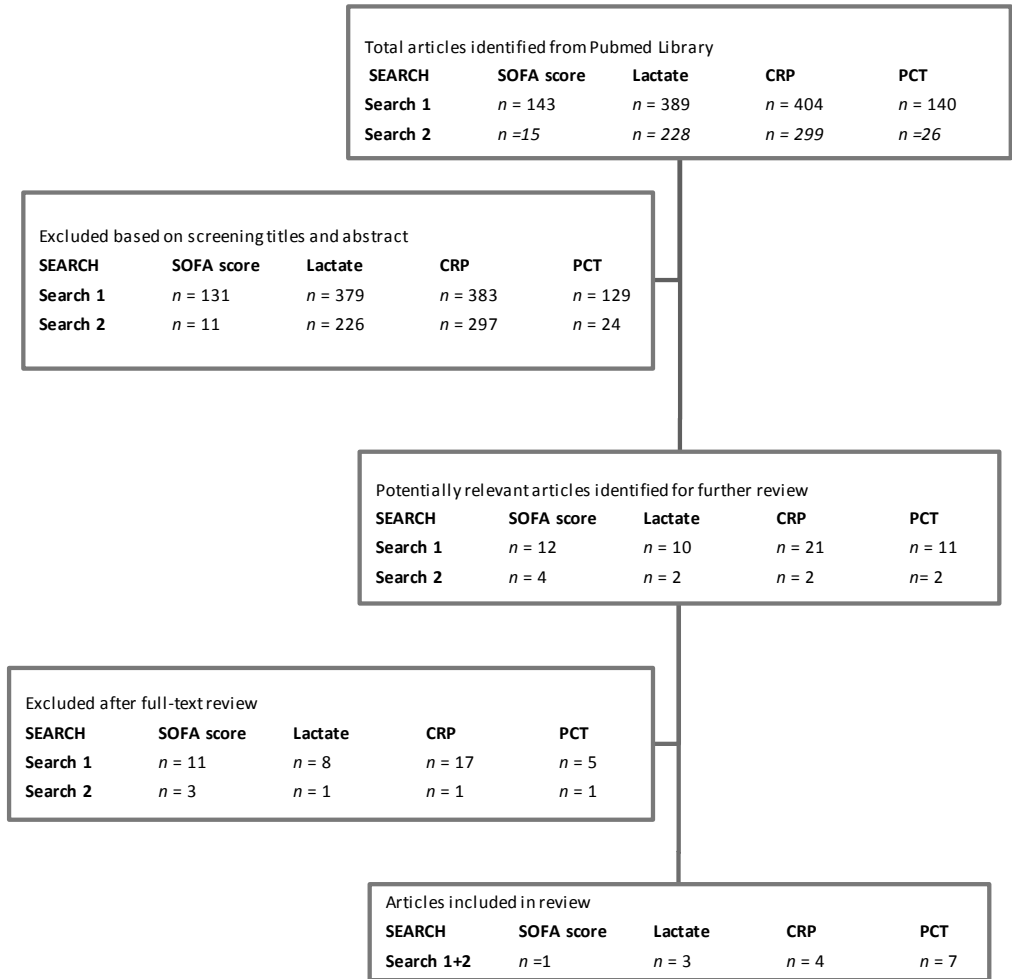 Total articles identified from Pubmed Library
SEARCH SOFA score Lactate CRP PCT
Search 1 n = 143 n = 389 n = 404 n = 140
Search 2 n =15 n = 228 n = 299 n =26
Excluded based on screening titles and abstract
SEARCH SOFA score Lactate CRP PCT
Search 1 n = 131 n = 379 n = 383 n = 129
Search 2 n = 11 n = 226 n = 297 n = 24
Potentially relevant articles identified for further review
SEARCH SOFA score Lactate CRP PCT
Search 1 n = 12 n = 10 n = 21 n = 11
Search 2 n = 4 n = 2 n = 2 n= 2
Excluded after full-text review
SEARCH SOFA score Lactate CRP PCT
Search 1 n = 11 n = 8 n = 17 n = 5
Search 2 n = 3 n = 1 n = 1 n = 1
Articles included in review
SEARCH SOFA score Lactate CRP PCT
Search 1+2 n =1 n = 3 n = 4 n = 7